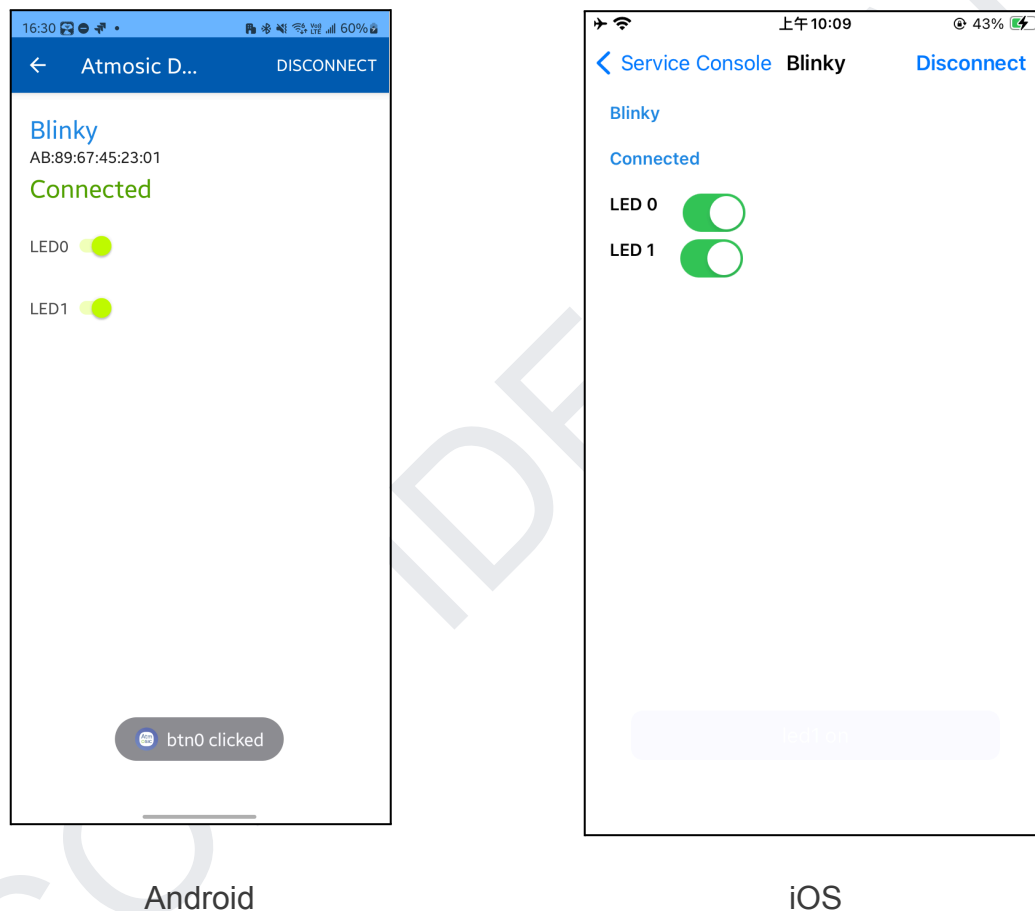 16:30
60%
Atmosic D...
DISCONNECT
Blinky
AB:89:67:45:23:01
Connected
LED0
LED1
btn0 clicked
Android
上午10:09
43%
Service Console
Blinky
Disconnect
Blinky
Connected
LED 0
LED 1
iOS